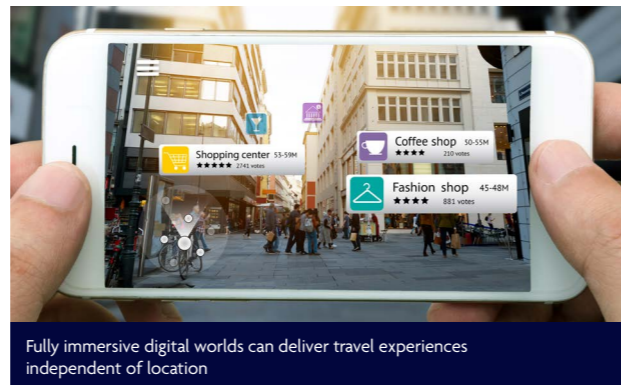 Shopping center 53-59M
2741 votes
Coffee shop 50-55M
210 votes
Fashion shop 45-48M
881 votes
Fully immersive digital worlds can deliver travel experiences
independent of location